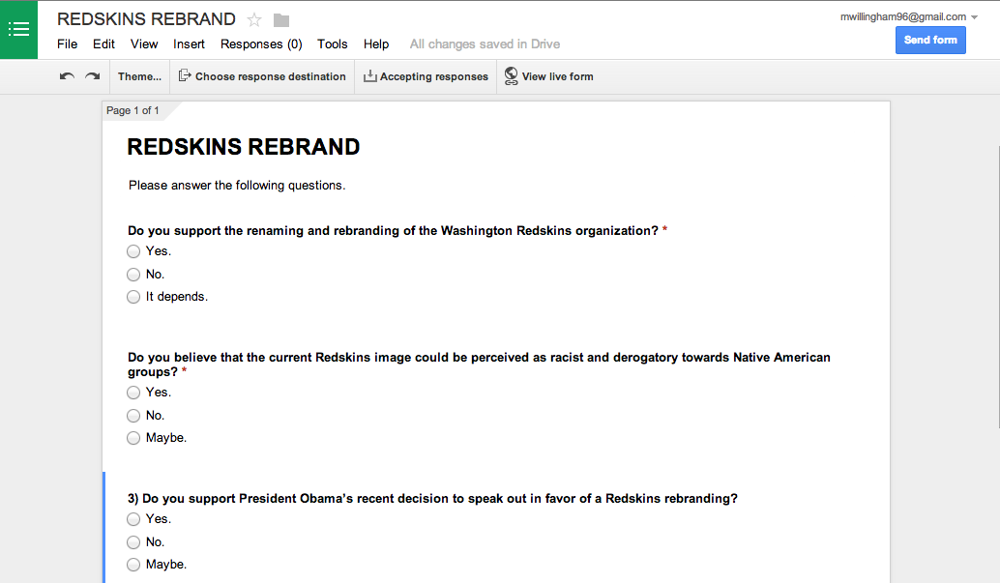 REDSKINS REBRAND
mwillingham96@gmail.com
File Edit View Insert Responses (0) Tools Help All changes saved in Drive
Send form
Theme... Choose response destination Accepting responses View live form
Page 1 of 1
REDSKINS REBRAND
Please answer the following questions.
Do you support the renaming and rebranding of the Washington Redskins organization? *
Yes.
No.
It depends.
Do you believe that the current Redskins image could be perceived as racist and derogatory towards Native American
groups? *
Yes.
No.
Maybe.
3) Do you support President Obama’s recent decision to speak out in favor of a Redskins rebranding?
Yes.
No.
Maybe.